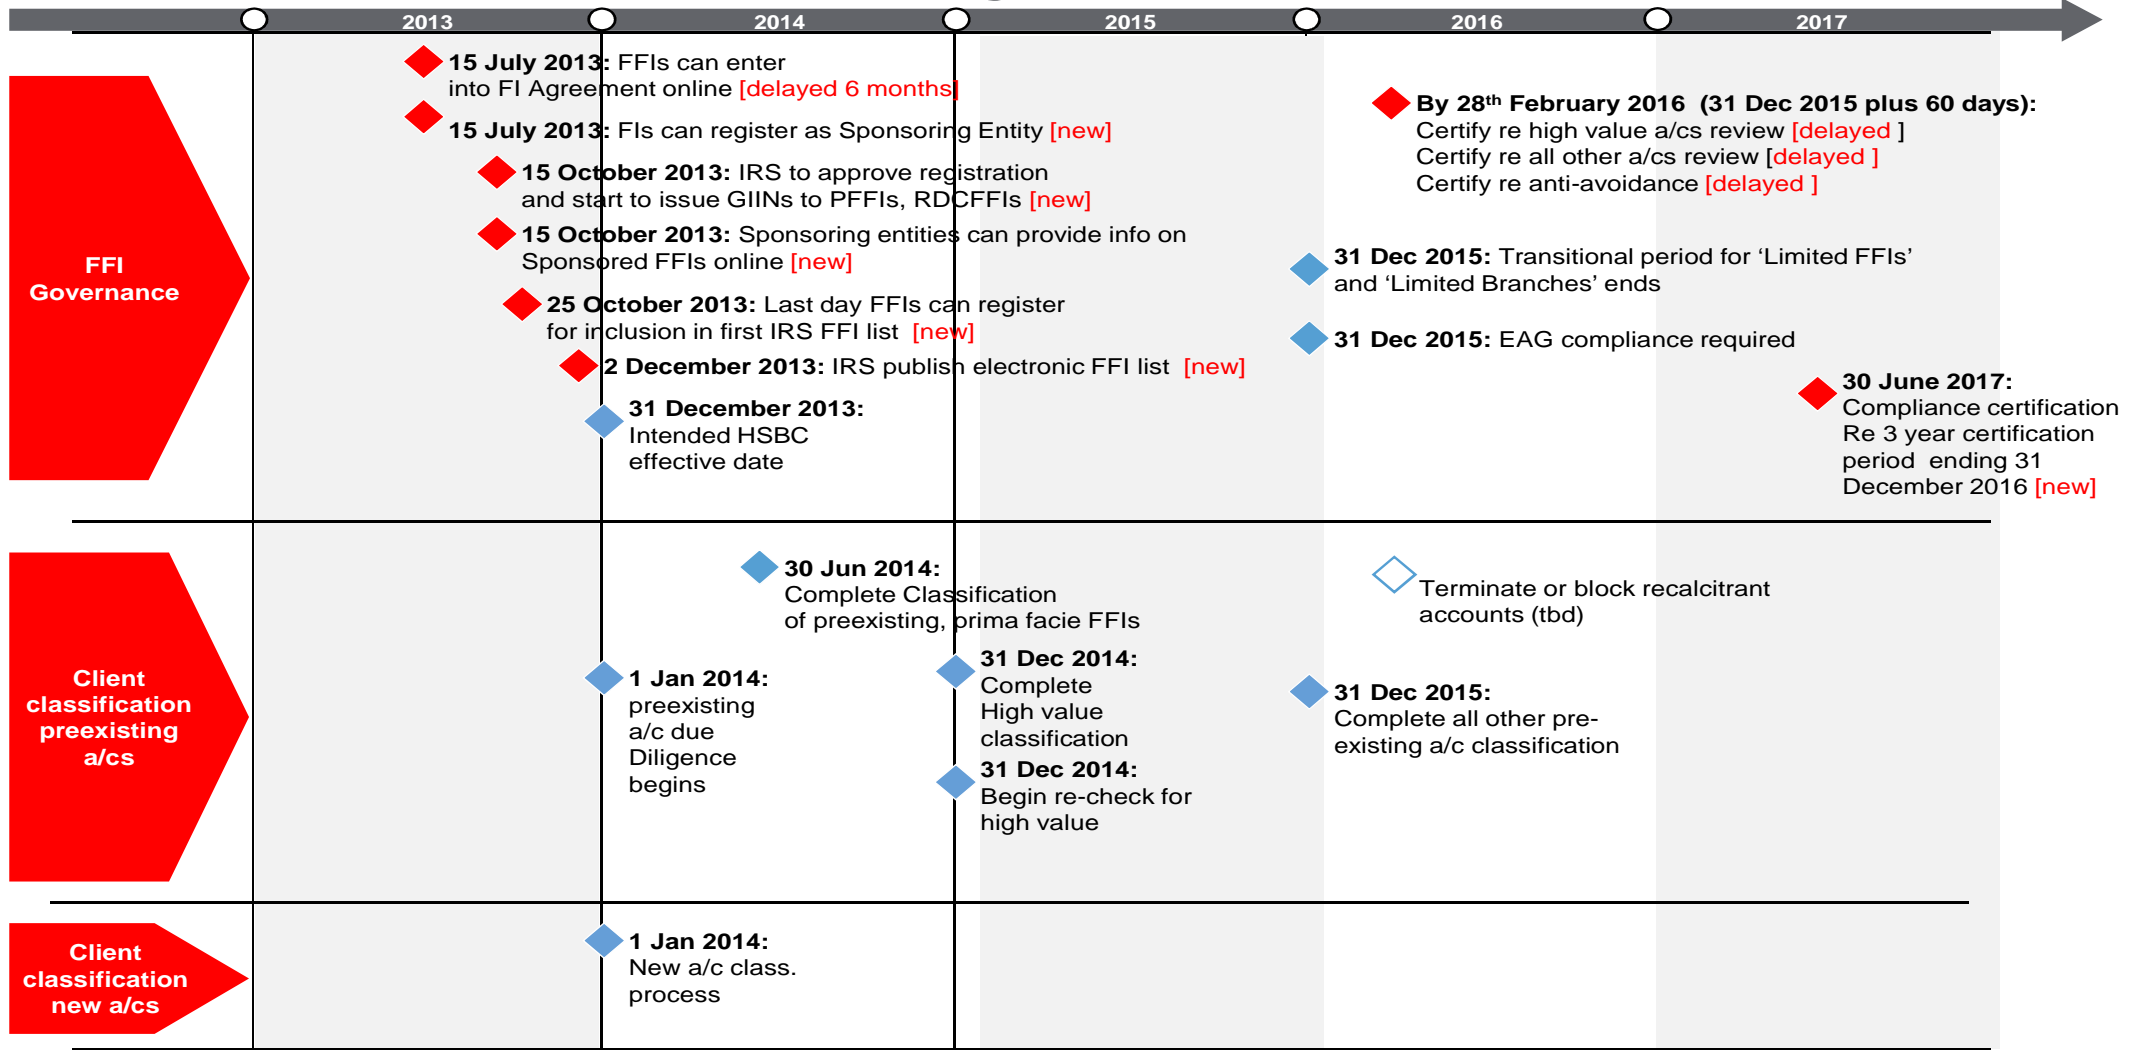 2013
2014
2015
2016
2017
FFI
Governance
15 July 2013: FFIs can enter
into FI Agreement online [delayed 6 months]
15 July 2013: FIs can register as Sponsoring Entity [new]
15 October 2013: IRS to approve registration
and start to issue GIINs to PFFIs, RDCFFIs [new]
15 October 2013: Sponsoring entities can provide info on
Sponsored FFIs online [new]
25 October 2013: Last day FFIs can register
for inclusion in first IRS FFI list [new]
2 December 2013: IRS publish electronic FFI list [new]
31 December 2013:
Intended HSBC
effective date
By 28th February 2016 (31 Dec 2015 plus 60 days):
Certify re high value a/cs review [delayed ]
Certify re all other a/cs review [delayed ]
Certify re anti-avoidance [delayed ]
31 Dec 2015: Transitional period for ‘Limited FFIs’
and ‘Limited Branches’ ends
31 Dec 2015: EAG compliance required
30 June 2017:
Compliance certification
Re 3 year certification
period ending 31
December 2016 [new]
Client
classification
preexisting
a/cs
30 Jun 2014:
Complete Classification
of preexisting, prima facie FFIs
1 Jan 2014:
preexisting
a/c due
Diligence
begins
31 Dec 2014:
Complete
High value
classification
31 Dec 2014:
Begin re-check for
high value
Terminate or block recalcitrant
accounts (tbd)
31 Dec 2015:
Complete all other pre-
existing a/c classification
Client
classification
new a/cs
1 Jan 2014:
New a/c class.
process